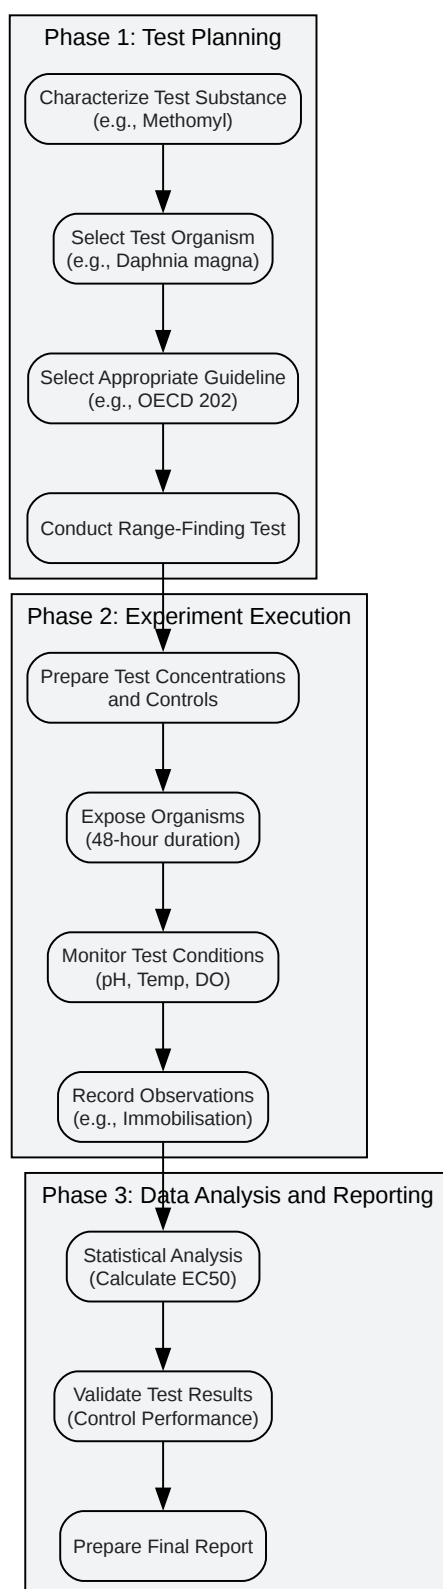 Phase 1: Test Planning
Characterize Test Substance
(e.g., Methomyl)
Select Test Organism
(e.g., Daphnia magna)
Select Appropriate Guideline
(e.g., OECD 202)
Conduct Range-Finding Test
Phase 2: Experiment Execution
Prepare Test Concentrations
and Controls
Expose Organisms
(48-hour duration)
Monitor Test Conditions
(pH, Temp, DO)
Record Observations
(e.g., Immobilisation)
Phase 3: Data Analysis and Reporting
Statistical Analysis
(Calculate EC50)
Validate Test Results
(Control Performance)
Prepare Final Report